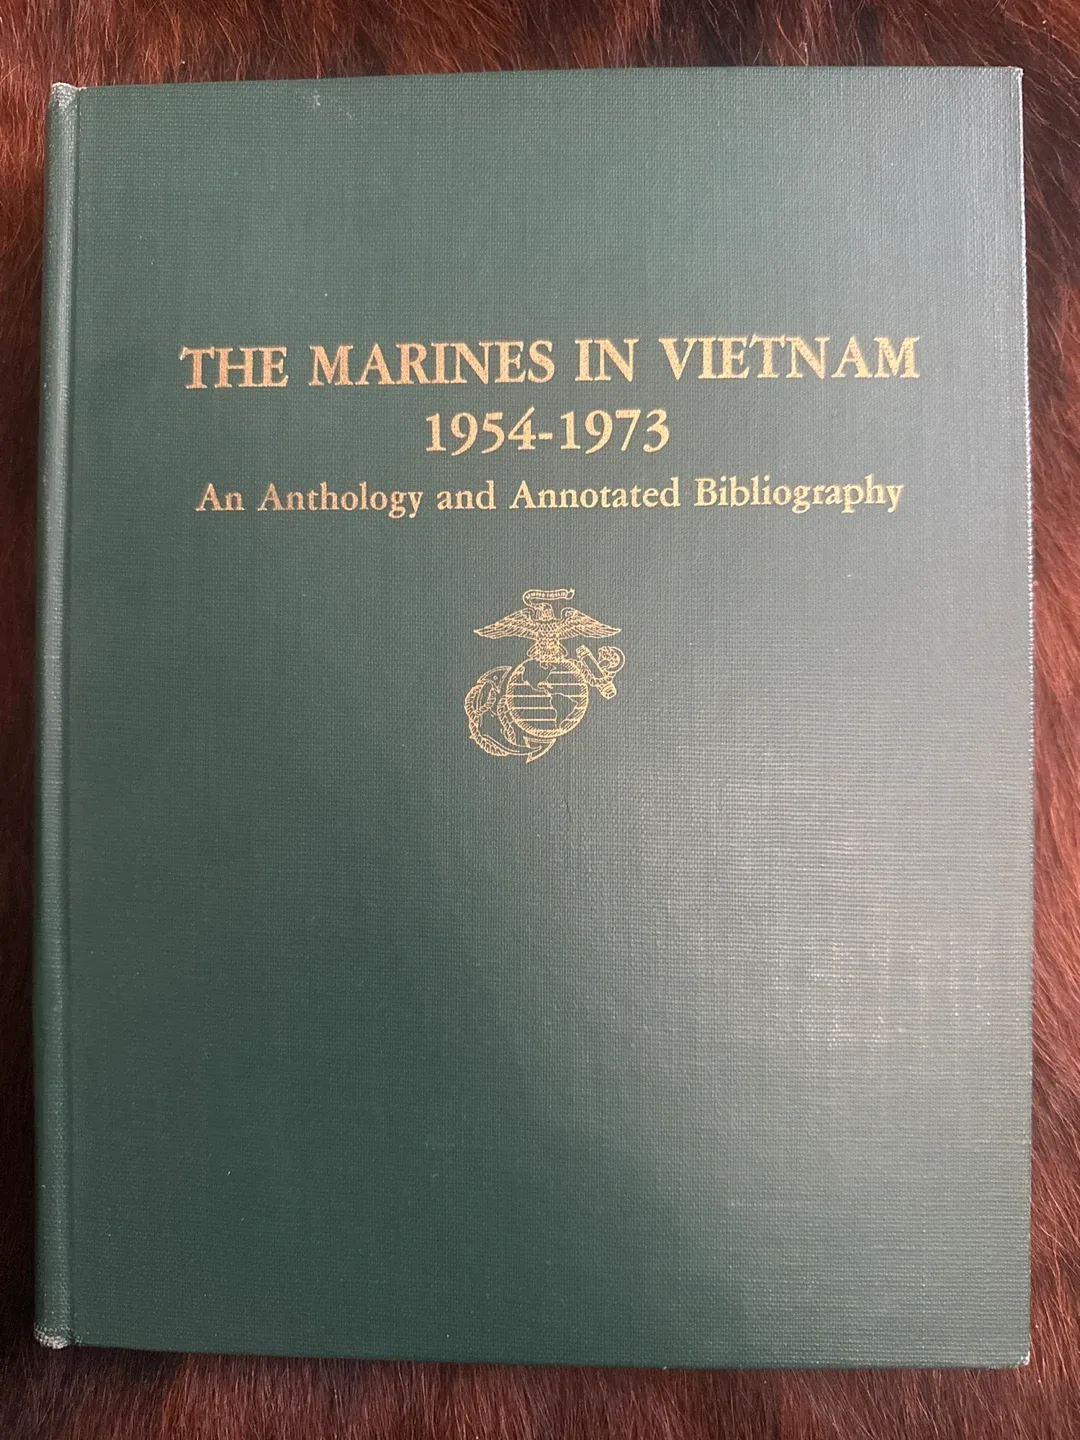 THE MARINES IN VIETNAM
1954-1973
An Anthology and Annotated Bibliography